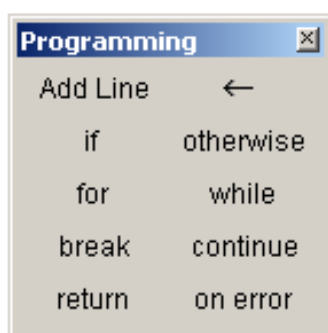 Programming
Add Line ←
if otherwise
for while
break continue
return on error